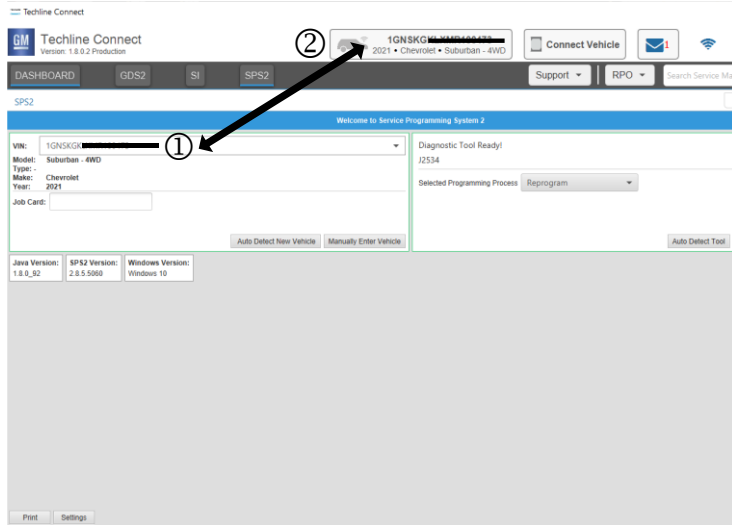 Techline Connect
GM Techline Connect
Version: 1.8.0.2 Production
②
2021 • Chevrolet • Suburban - 4WD
Connect Vehicle
1
DASHBOARD GDS2 SI SPS2 Support RPO Search Service Ma
SPS2
Welcome to Service Programming System 2
VIN: 1GNSKGK
①
Model: Suburban - 4WD
Type: -
Make: Chevrolet
Year: 2021
Job Card:
Auto Detect New Vehicle Manually Enter Vehicle
Diagnostic Tool Ready!
J2534
Selected Programming Process Reprogram
Auto Detect Tool
Java Version: SPS2 Version: Windows Version:
1.8.0_92 2.8.5.5060 Windows 10
Print Settings